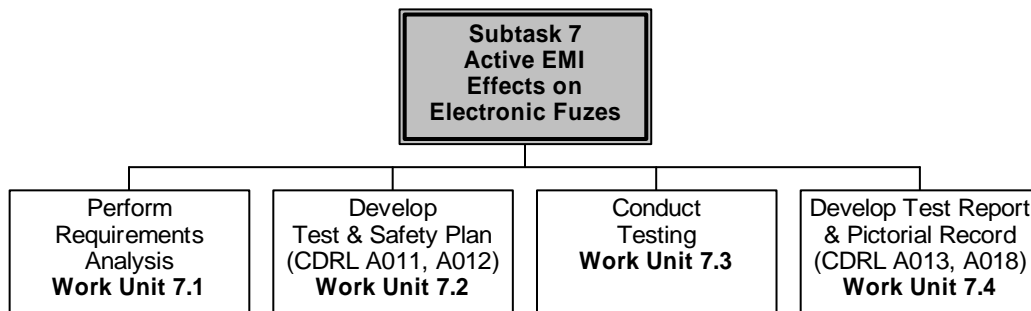 Subtask 7
Active EMI
Effects on
Electronic Fuzes
Perform
Requirements
Analysis
Work Unit 7.1
Develop
Test & Safety Plan
(CDRL A011, A012)
Work Unit 7.2
Conduct
Testing
Work Unit 7.3
Develop Test Report
& Pictorial Record
(CDRL A013, A018)
Work Unit 7.4